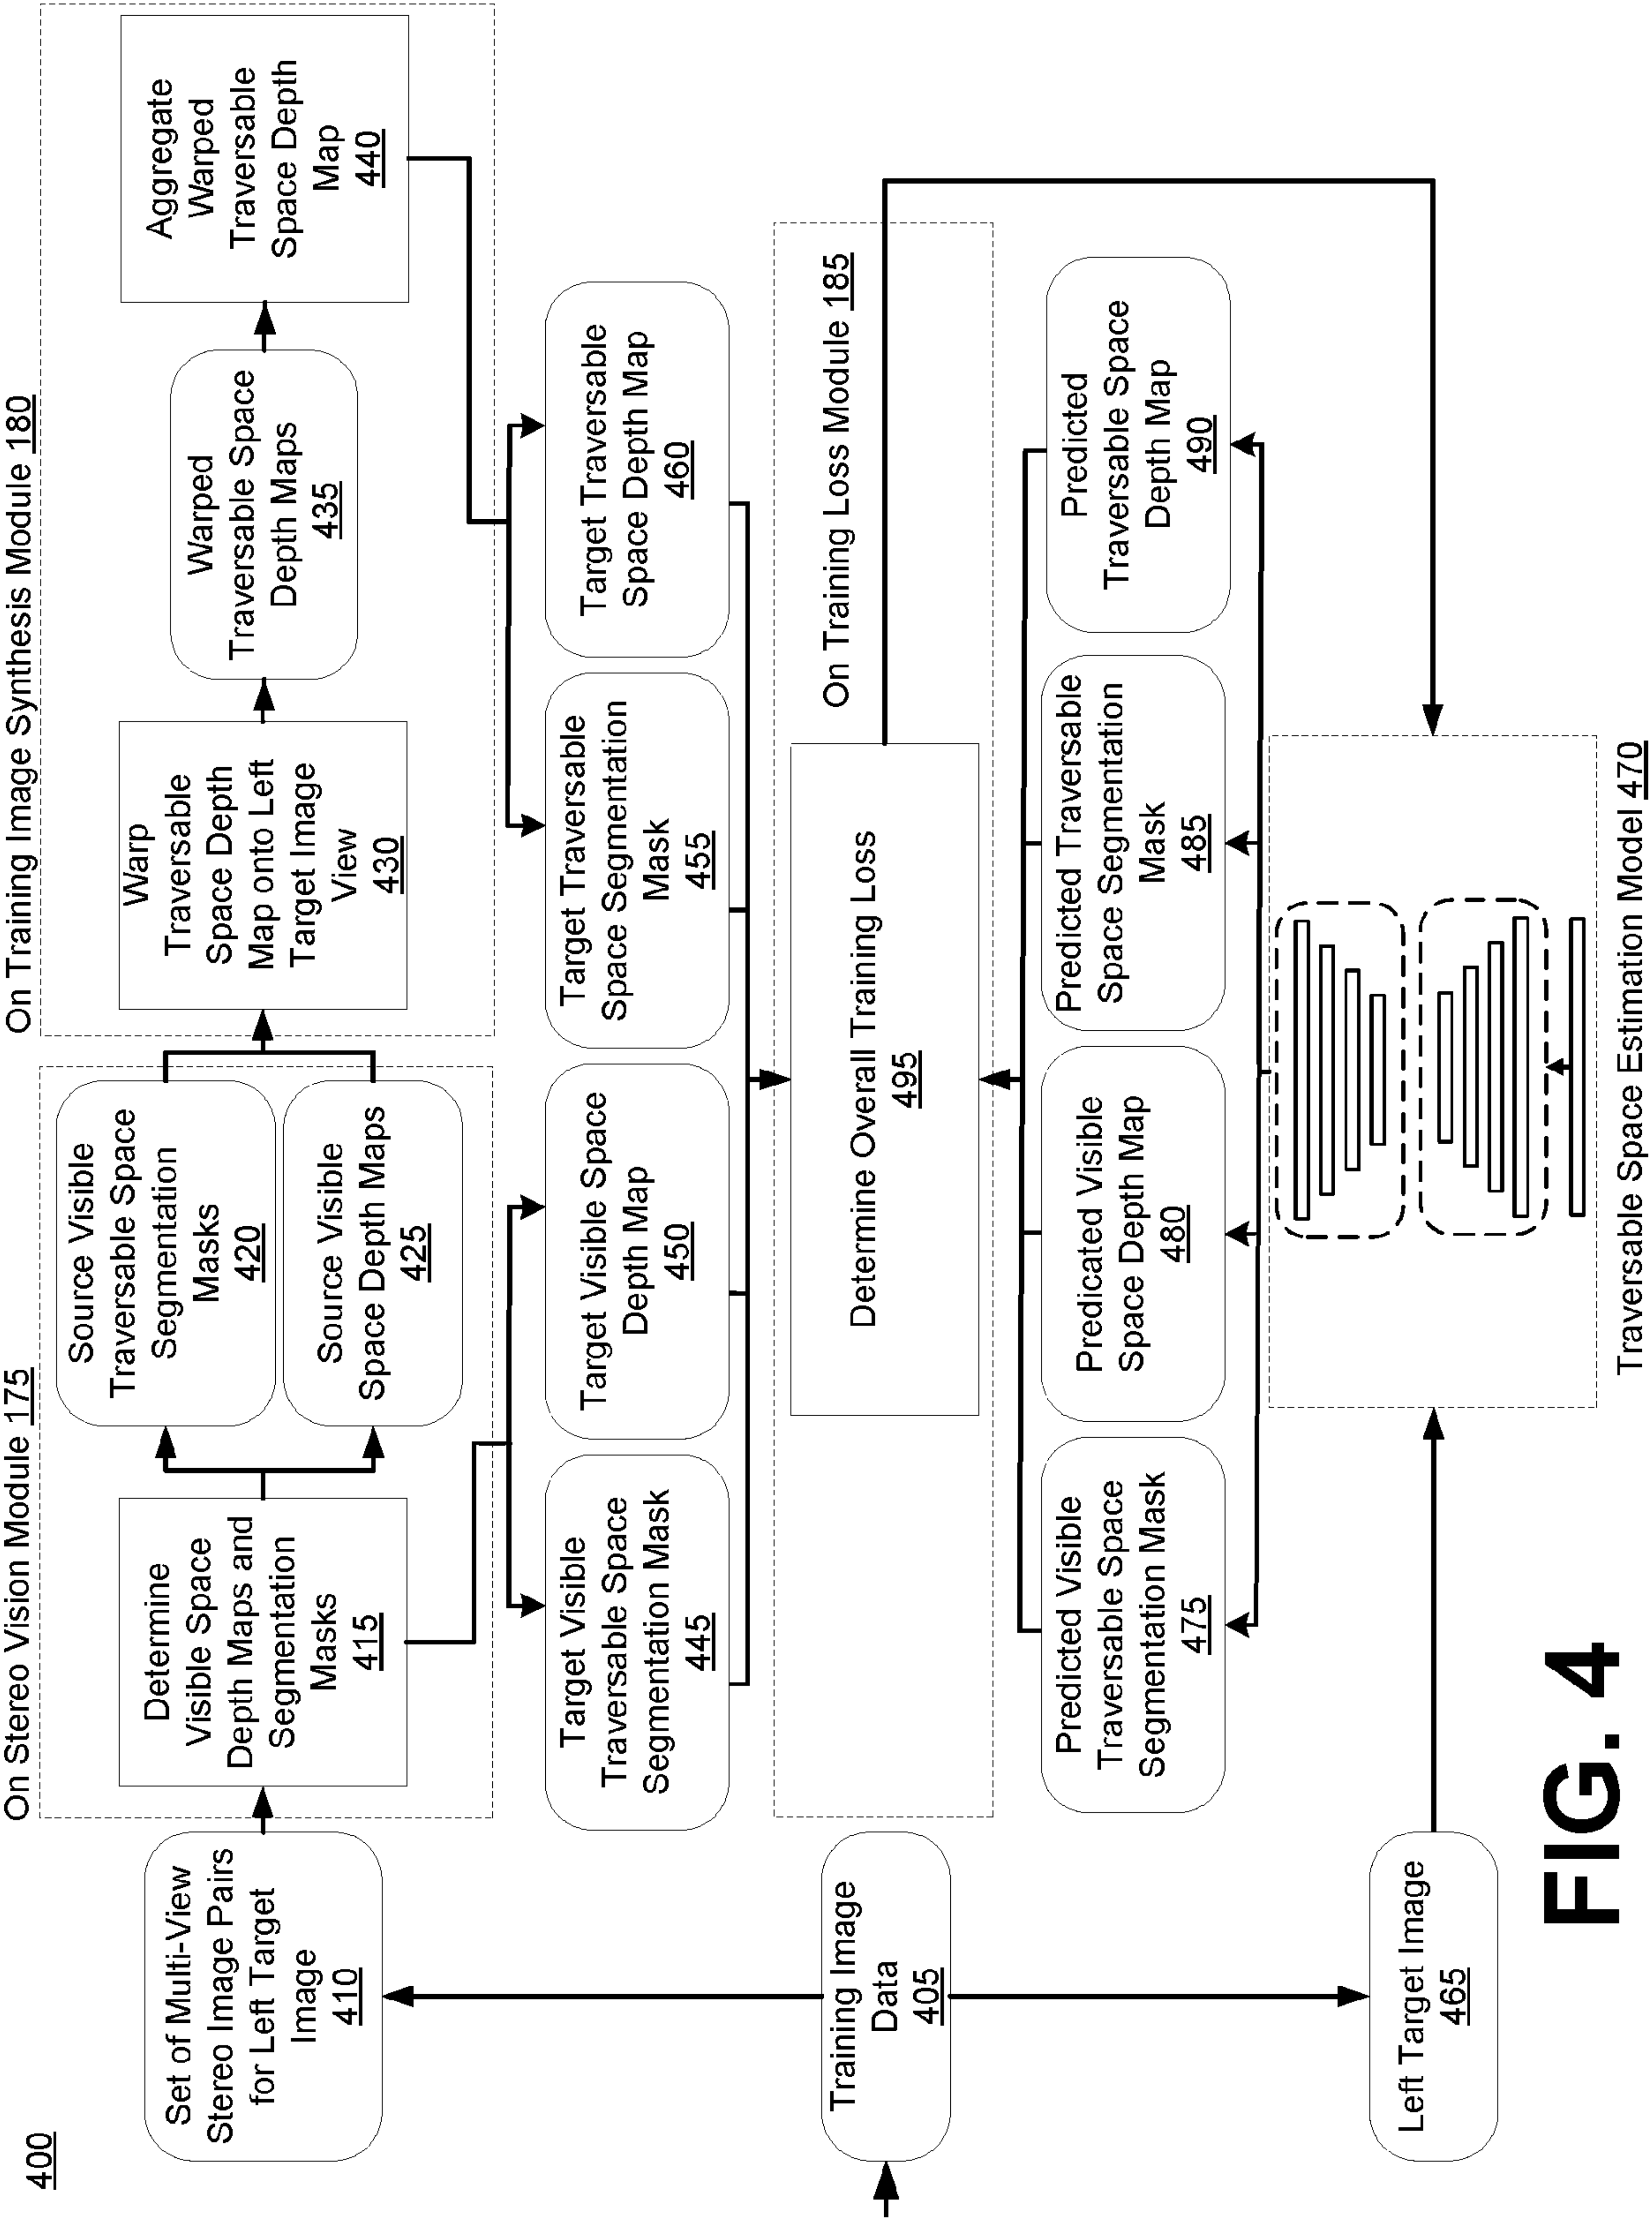 400
On Stereo Vision Module 175
On Training Image Synthesis Module 180
Set of Multi-View
Stereo Image Pairs
for Left Target
Image
410
Determine
Visible Space
Depth Maps and
Segmentation
Masks
415
Source Visible
Traversable Space
Segmentation
Masks
420
Source Visible
Space Depth Maps
425
Warp
Traversable
Space Depth
Map onto Left
Target Image
View
430
Warped
Traversable Space
Depth Maps
435
Aggregate
Warped
Traversable
Space Depth
Map
440
Target Visible
Traversable Space
Segmentation Mask
445
Target Visible Space
Depth Map
450
Target Traversable
Space Segmentation
Mask
455
Target Traversable
Space Depth Map
460
Training Image
Data
405
Determine Overall Training Loss
495
On Training Loss Module 185
Predicted Visible
Traversable Space
Segmentation Mask
475
Predicated Visible
Space Depth Map
480
Predicted Traversable
Space Segmentation
Mask
485
Predicted
Traversable Space
Depth Map
490
Left Target Image
465
Traversable Space Estimation Model 470
FIG. 4